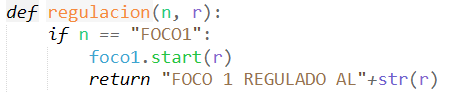 def regulacion(n, r):
    if n == "FOCO1":
        foco1.start(r)
        return "FOCO 1 REGULADO AL"+str(r)